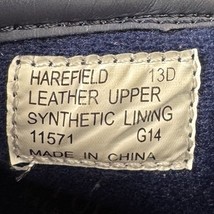 HAREFIELD 13D
LEATHER UPPER
SYNTHETIC LINING
11571 G14
MADE IN CHINA